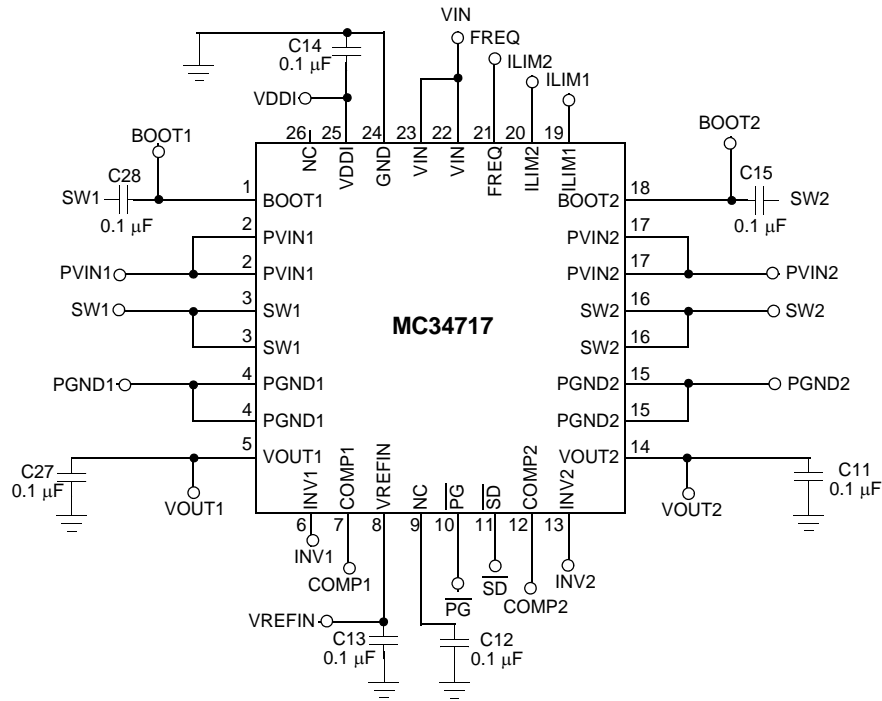 VIN
C14
0.1 µF
FREQ
ILIM2
ILIM1
VDDI
BOOT1
BOOT2
26 25 24 23 22 21 20 19
NC VDDI GND VIN VIN FREQ ILIM2 ILIM1
SW1 C28
0.1 µF
1 BOOT1
BOOT2 18
C15 SW2
0.1 µF
2 PVIN1
PVIN2 17
PVIN1 2 PVIN1
PVIN2 17 PVIN2
SW1 3 SW1
SW2 16 SW2
MC34717
3 SW1
SW2 16
PGND1 4 PGND1
PGND2 15 PGND2
4 PGND1
PGND2 15
5 VOUT1
VOUT2 14
C27
0.1 µF
VOUT1
C11
0.1 µF
VOUT2
INV1 COMP1 VREFIN NC PG SD COMP2 INV2
6 7 8 9 10 11 12 13
INV1
COMP1
PG
SD
COMP2
INV2
VREFIN
C13
0.1 µF
C12
0.1 µF